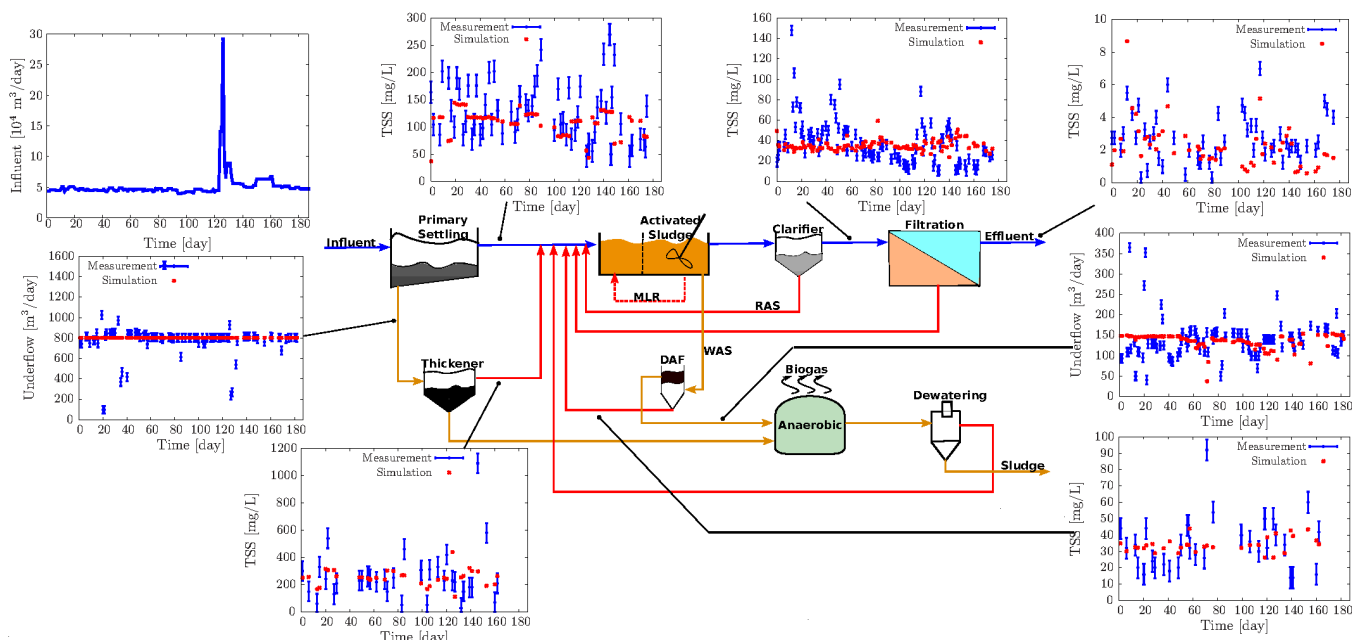 30
25
20
15
10
5
0
Influent [10⁴ m³/day]
0 20 40 60 80 100 120 140 160 180
Time [day]
300
250
200
150
100
50
0
TSS [mg/L]
Measurement
Simulation
0 20 40 60 80 100 120 140 160 180
Time [day]
160
140
120
100
80
60
40
20
0
TSS [mg/L]
Measurement
Simulation
0 20 40 60 80 100 120 140 160 180
Time [day]
10
8
6
4
2
0
TSS [mg/L]
Measurement
Simulation
0 20 40 60 80 100 120 140 160 180
Time [day]
Influent
Primary
Settling
Activated
Sludge
Clarifier
Filtration
Effluent
MLR
RAS
WAS
Thickener
DAF
Biogas
Anaerobic
Dewatering
Sludge
1600
1400
1200
1000
800
600
400
200
0
Underflow [m³/day]
Measurement
Simulation
0 20 40 60 80 100 120 140 160 180
Time [day]
400
350
300
250
200
150
100
50
0
Underflow [m³/day]
Measurement
Simulation
0 20 40 60 80 100 120 140 160 180
Time [day]
1200
1000
800
600
400
200
0
TSS [mg/L]
Measurement
Simulation
0 20 40 60 80 100 120 140 160 180
Time [day]
100
90
80
70
60
50
40
30
20
10
0
TSS [mg/L]
Measurement
Simulation
0 20 40 60 80 100 120 140 160 180
Time [day]